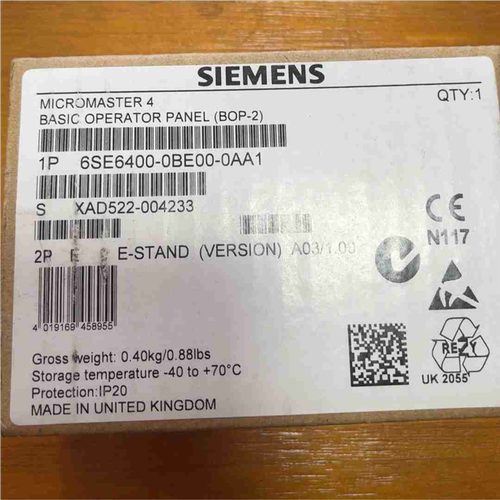 SIEMENS
MICROMASTER 4
QTY:1
BASIC OPERATOR PANEL (BOP-2)
1P 6SE6400-0BE00-0AA1
S XAD522-004233
N117
2P E E-STAND (VERSION) A03/1.00
4 019169 458955
Gross weight: 0.40kg/0.88lbs
Storage temperature -40 to +70°C
Protection:IP20
MADE IN UNITED KINGDOM
RE2Y
UK 2055